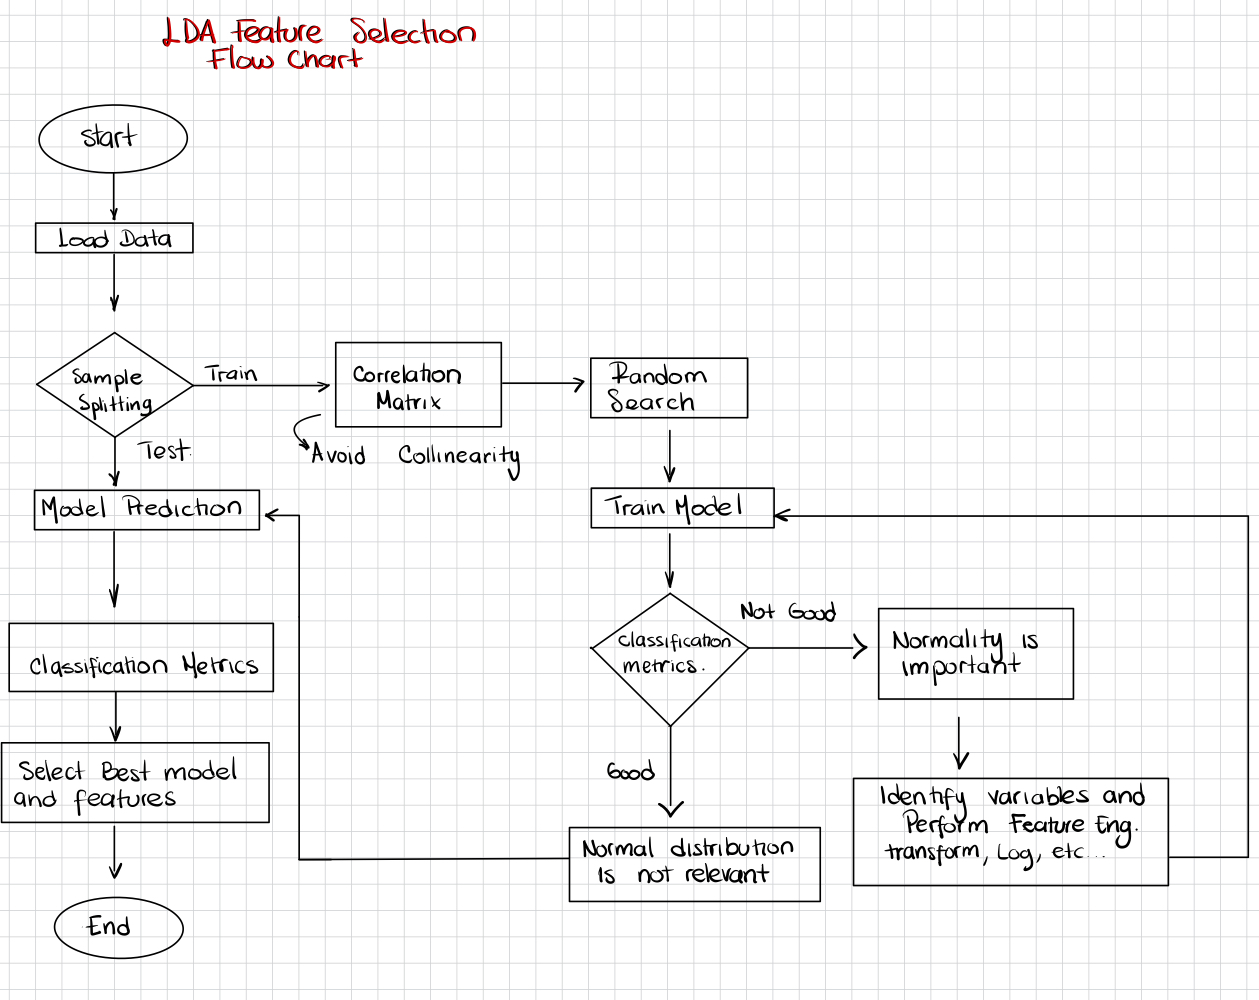 LDA Feature Selection
Flow Chart
Start
Load Data
Sample
Splitting
Train
Correlation
Matrix
Random
Search
Avoid Collinearity
Test
Model Prediction
Train Model
Classification Metrics
classification
metrics.
Not Good
Normality is
important
Select Best model
and features
Good
Identify variables and
Perform Feature Eng.
transform, Log, etc...
Normal distribution
is not relevant
End